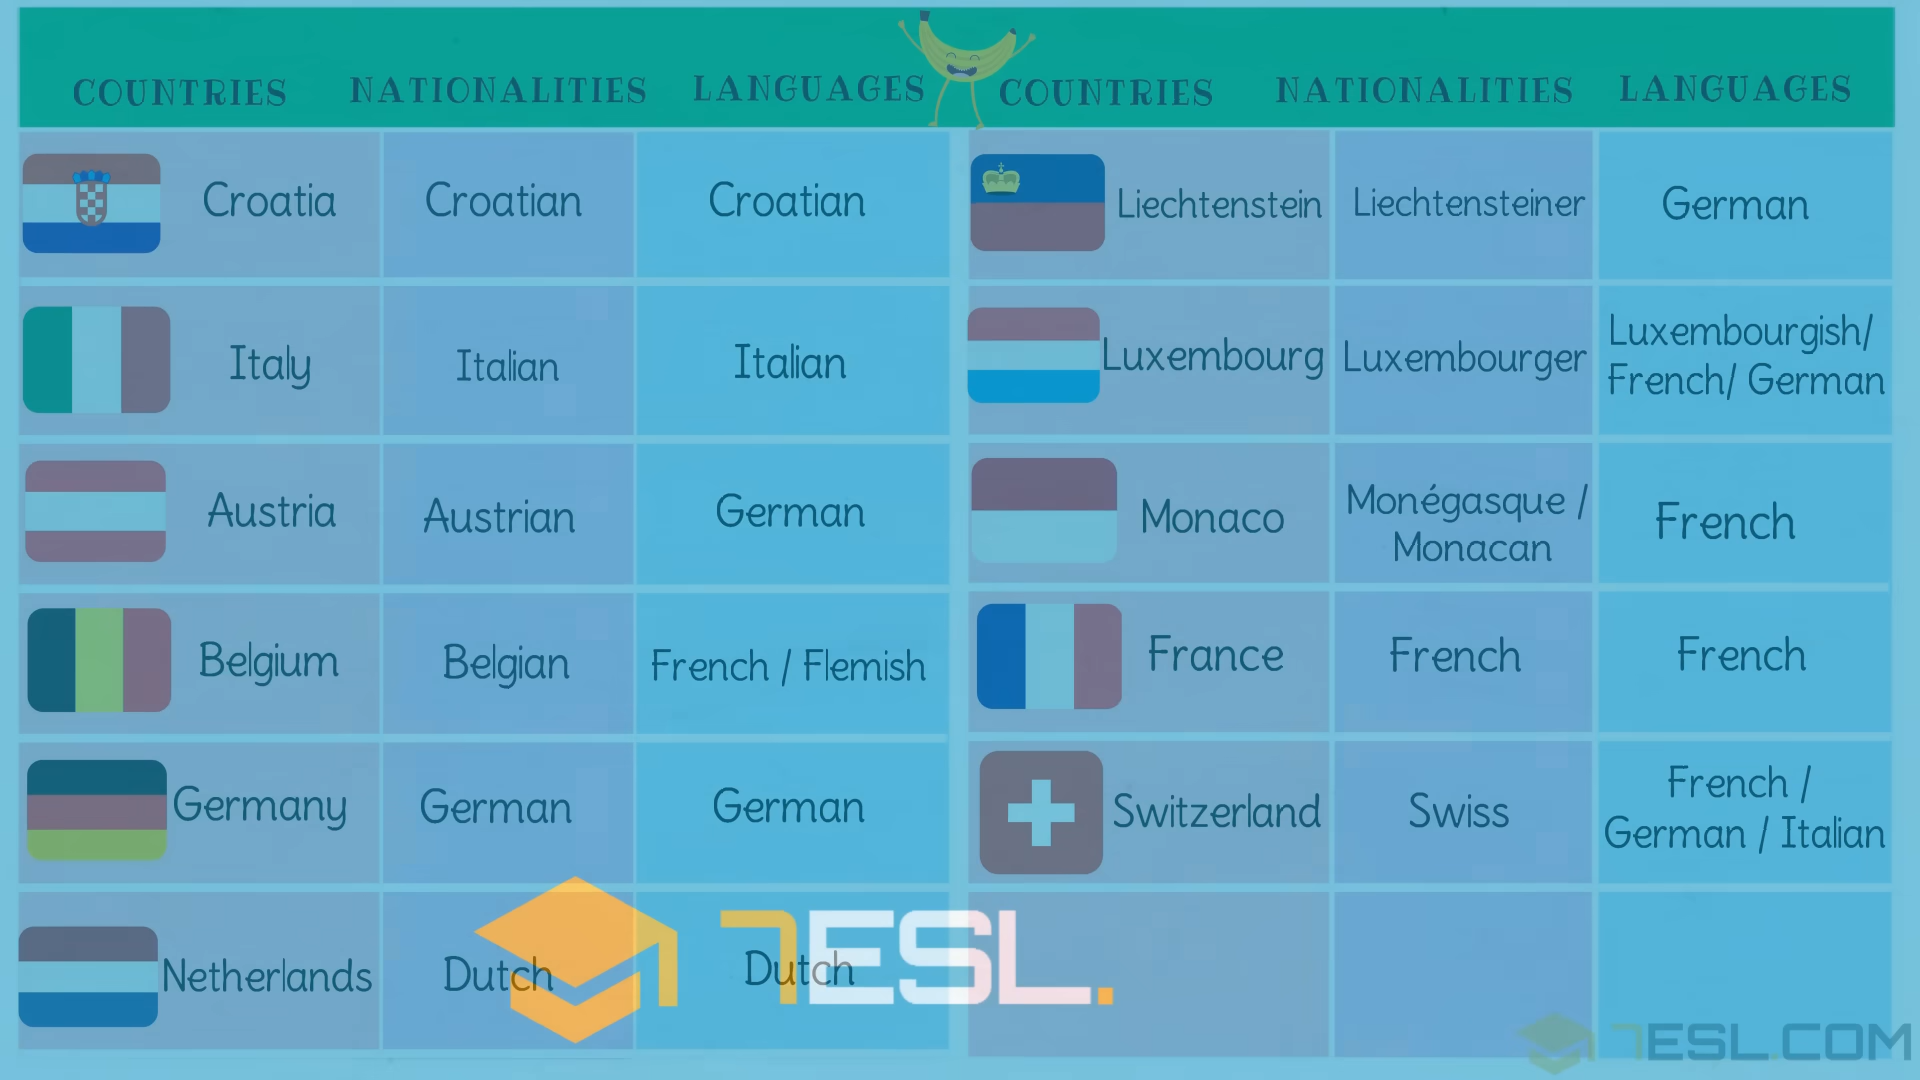 COUNTRIES NATIONALITIES LANGUAGES COUNTRIES NATIONALITIES LANGUAGES
Croatia Croatian Croatian Liechtenstein Liechtensteiner German
Italy Italian Italian Luxembourg Luxembourger Luxembourgish/
French/ German
Austria Austrian German Monaco Monégasque /
Monacan French
Belgium Belgian French / Flemish France French French
Germany German German Switzerland Swiss French /
German / Italian
Netherlands Dutch Dutch
7ESL.
7ESL.COM